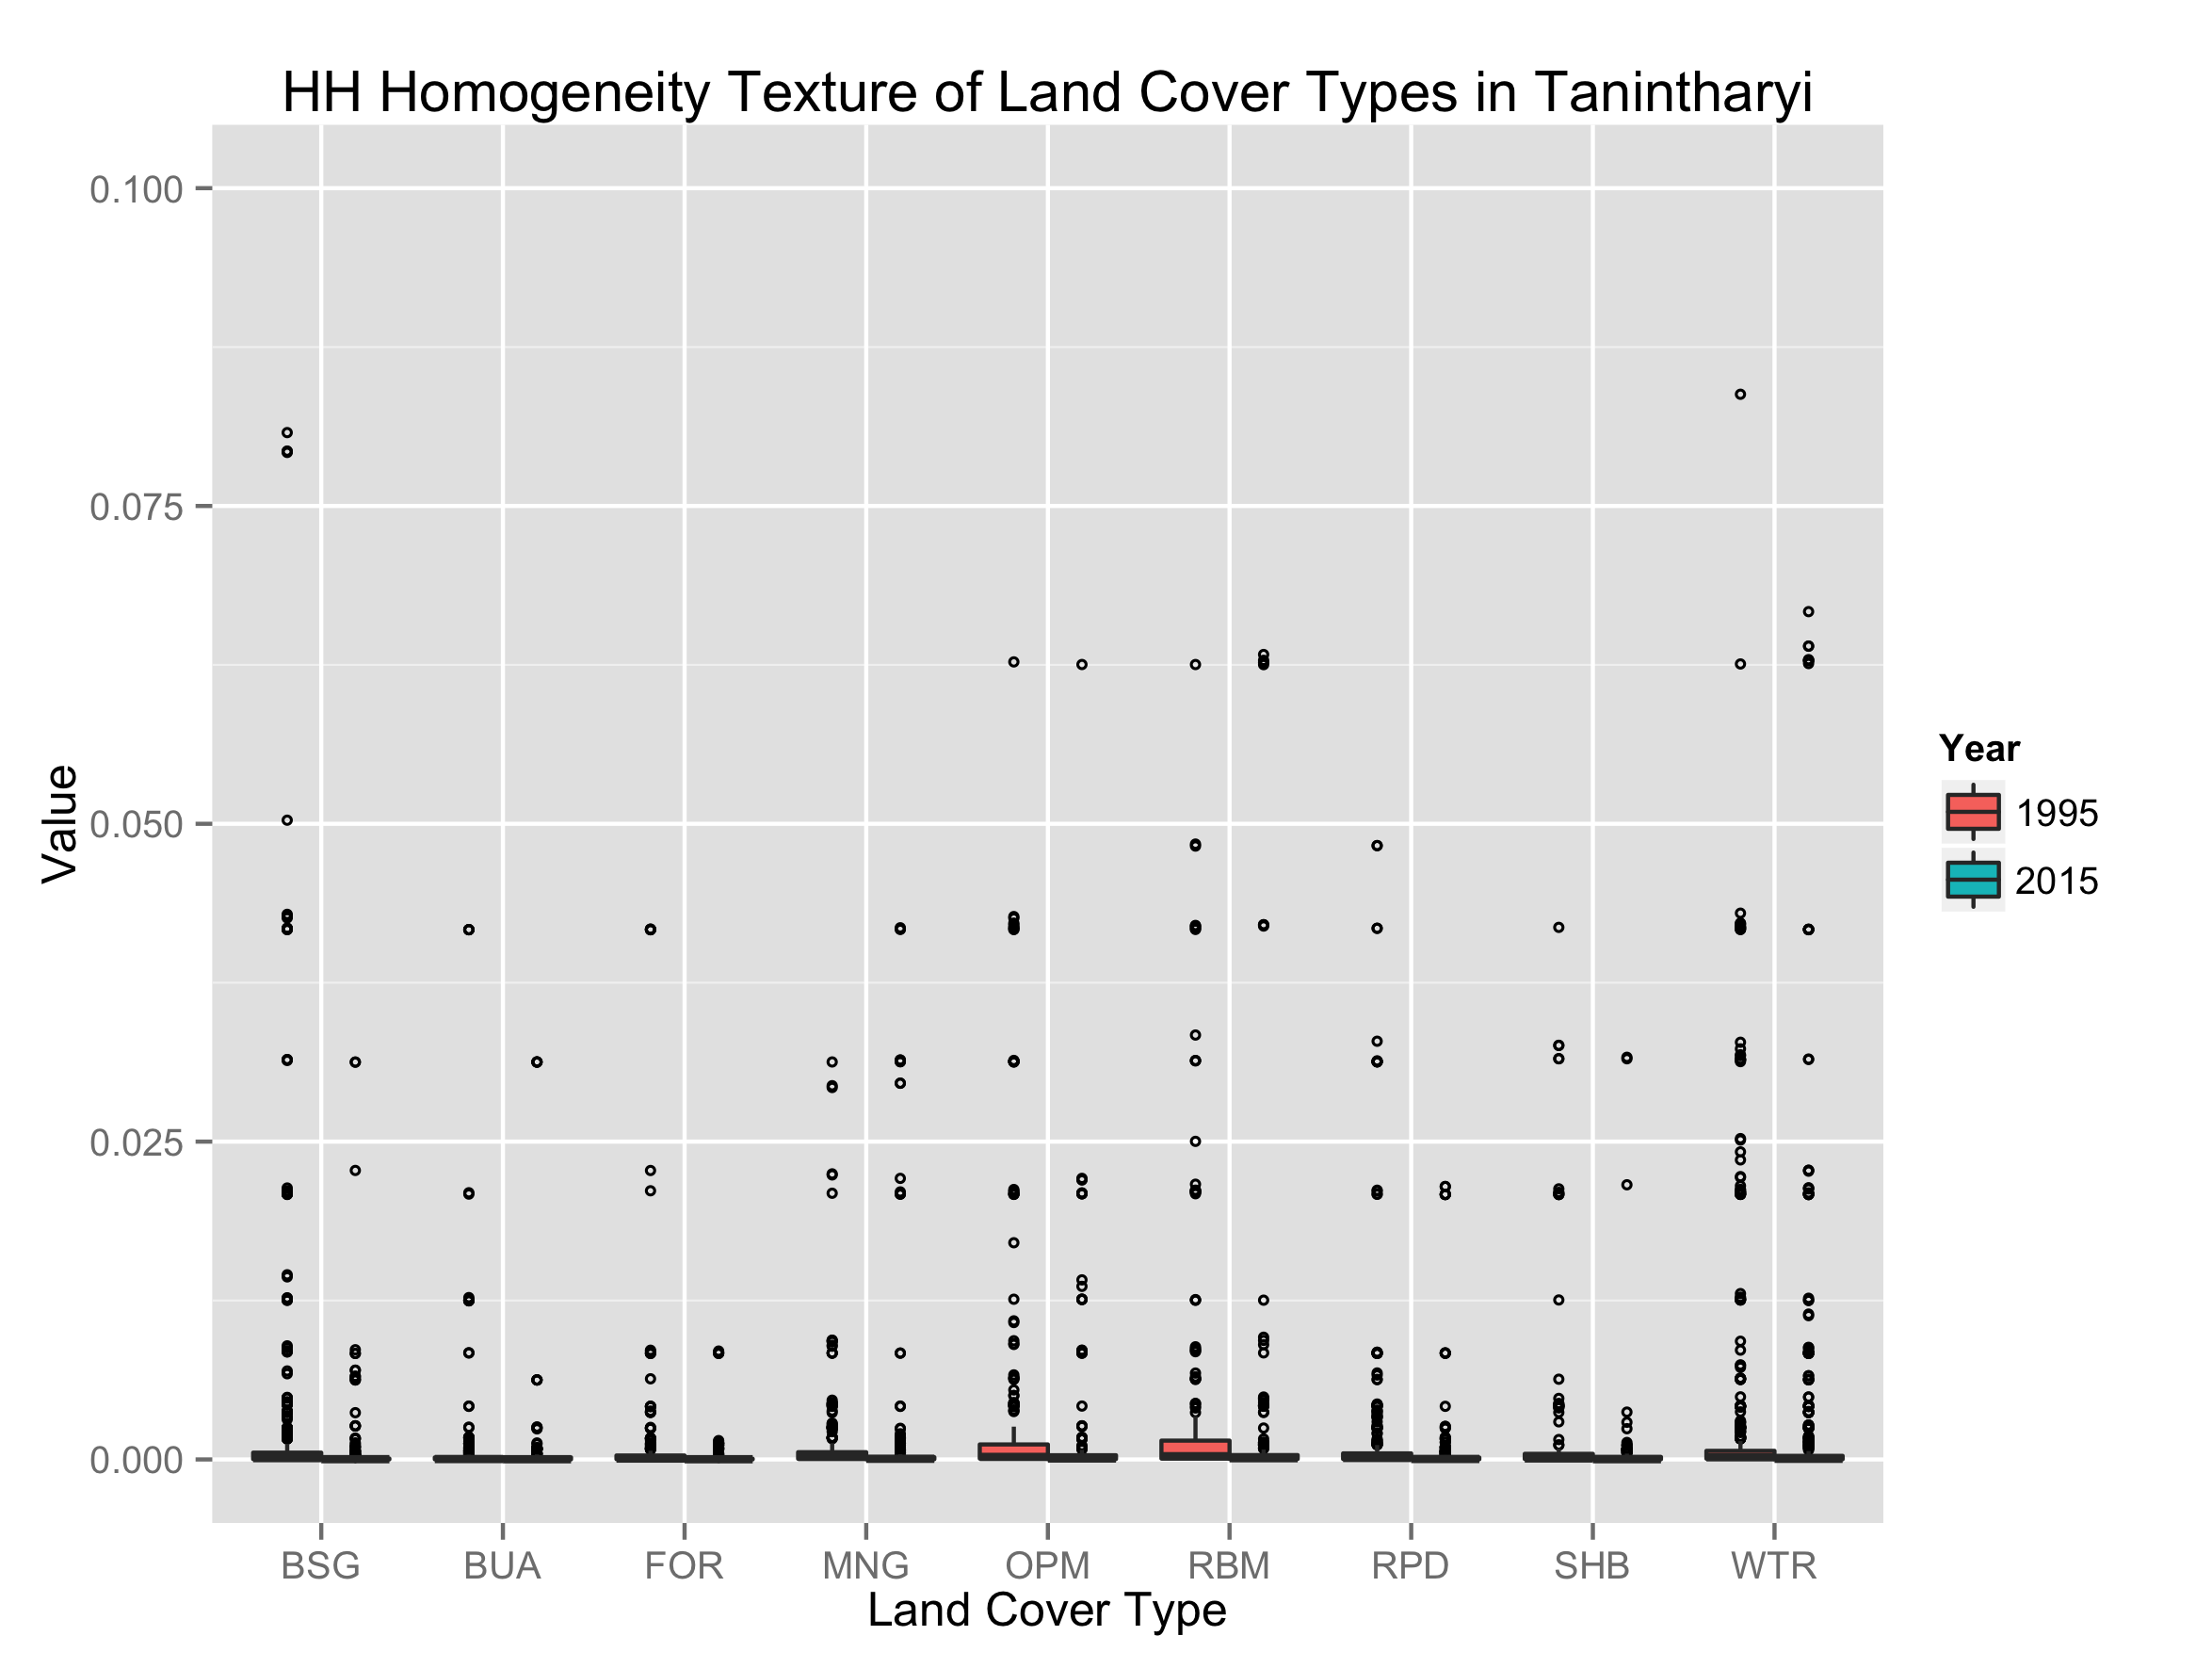 HH Homogeneity Texture of Land Cover Types in Tanintharyi
0.100
0.075
0.050
0.025
0.000
Value
BSG BUA FOR MNG OPM RBM RPD SHB WTR
Land Cover Type
Year
1995
2015